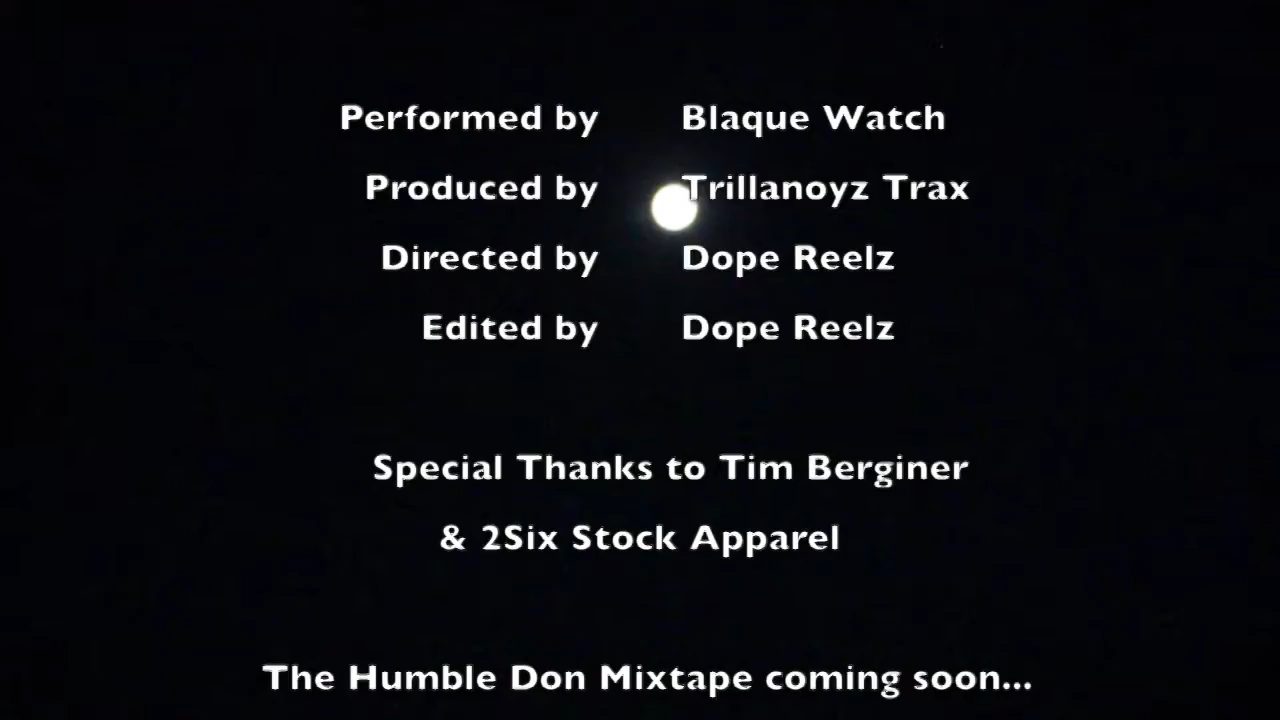 Performed by Blaque Watch
Produced by Trillanoyz Trax
Directed by Dope Reelz
Edited by Dope Reelz
Special Thanks to Tim Berginer
& 2Six Stock Apparel
The Humble Don Mixtape coming soon...